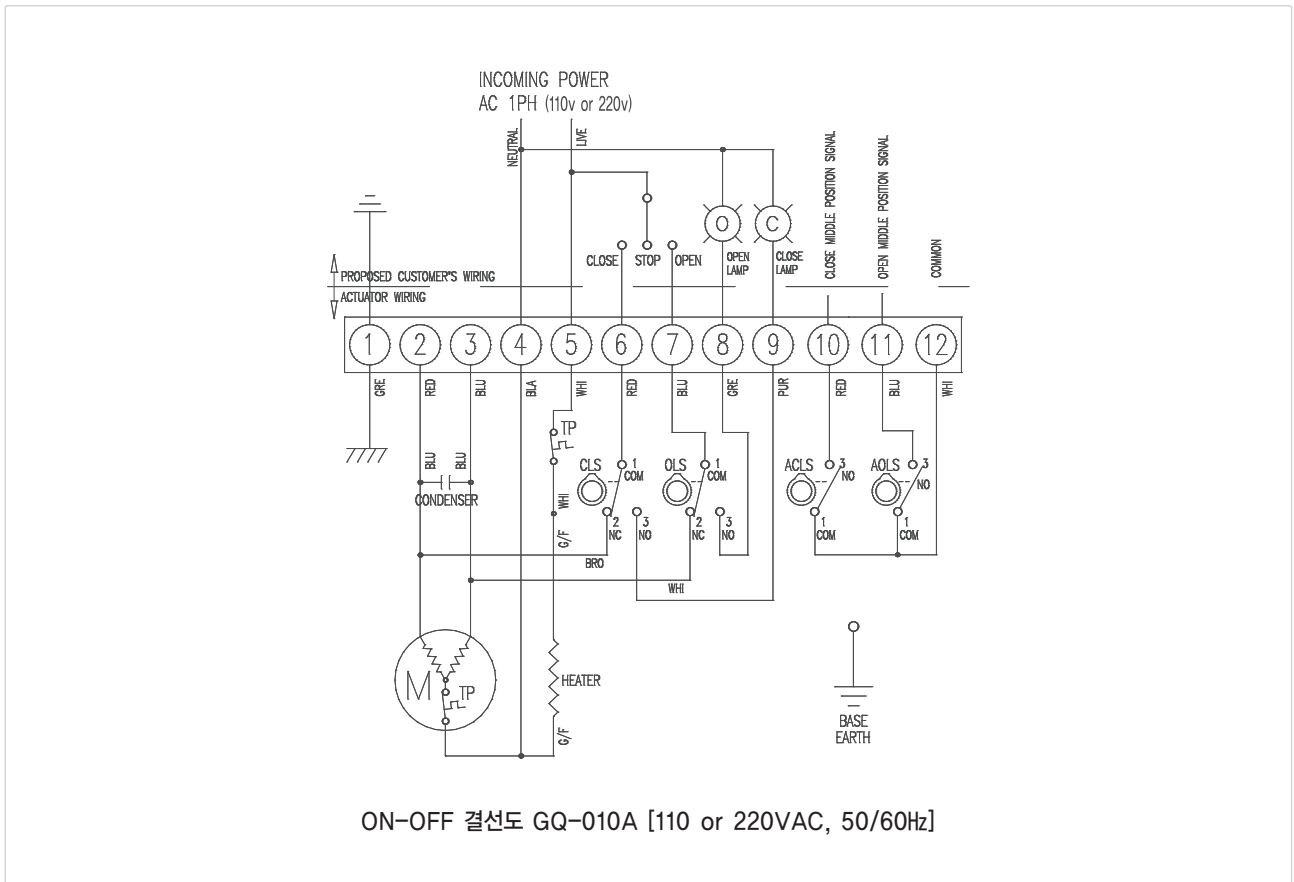 INCOMING POWER
AC 1PH (110v or 220v)
NEUTRAL
LIVE
CLOSE
STOP
OPEN
O
OPEN
LAMP
C
CLOSE
LAMP
CLOSE MIDDLE POSITION SIGNAL
OPEN MIDDLE POSITION SIGNAL
COMMON
PROPOSED CUSTOMER'S WIRING
ACTUATOR WIRING
1 2 3 4 5 6 7 8 9 10 11 12
GRE RED BLU BLA WHI RED BLU GRE PUR RED BLU WHI
BLU BLU
CONDENSER
TP
WHI
G/F
CLS
1
COM
2
NC
3
NO
OLS
1
COM
2
NC
3
NO
ACLS
3
NO
1
COM
AOLS
3
NO
1
COM
BRO
WHI
M
TP
HEATER
G/F
BASE
EARTH
ON-OFF 결선도 GQ-010A [110 or 220VAC, 50/60Hz]